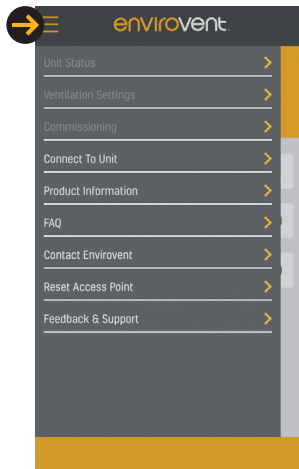 envirovent
Unit Status
Ventilation Settings
Commissioning
Connect To Unit
Product Information
FAQ
Contact Envirovent
Reset Access Point
Feedback & Support